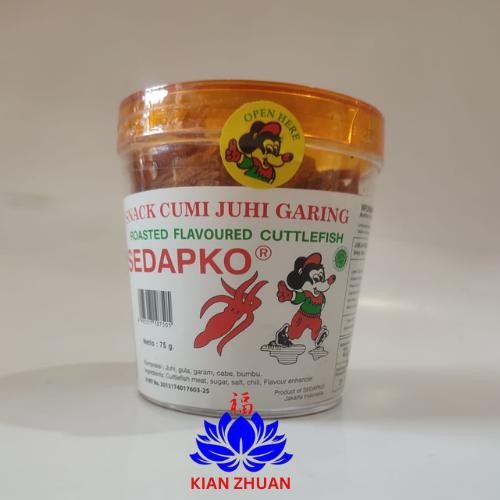 OPEN HERE
SNACK CUMI JUHI GARING
ROASTED FLAVOURED CUTTLEFISH
SEDAPKO®
Netto : 75 g.
Komposisi : Juhi, gula, garam, cabe, bumbu.
Ingredients: Cuttlefish meat, sugar, salt, chili, Flavour enhancer
Product of SEDAPKO
Jakarta Indonesia
福
KIAN ZHUAN